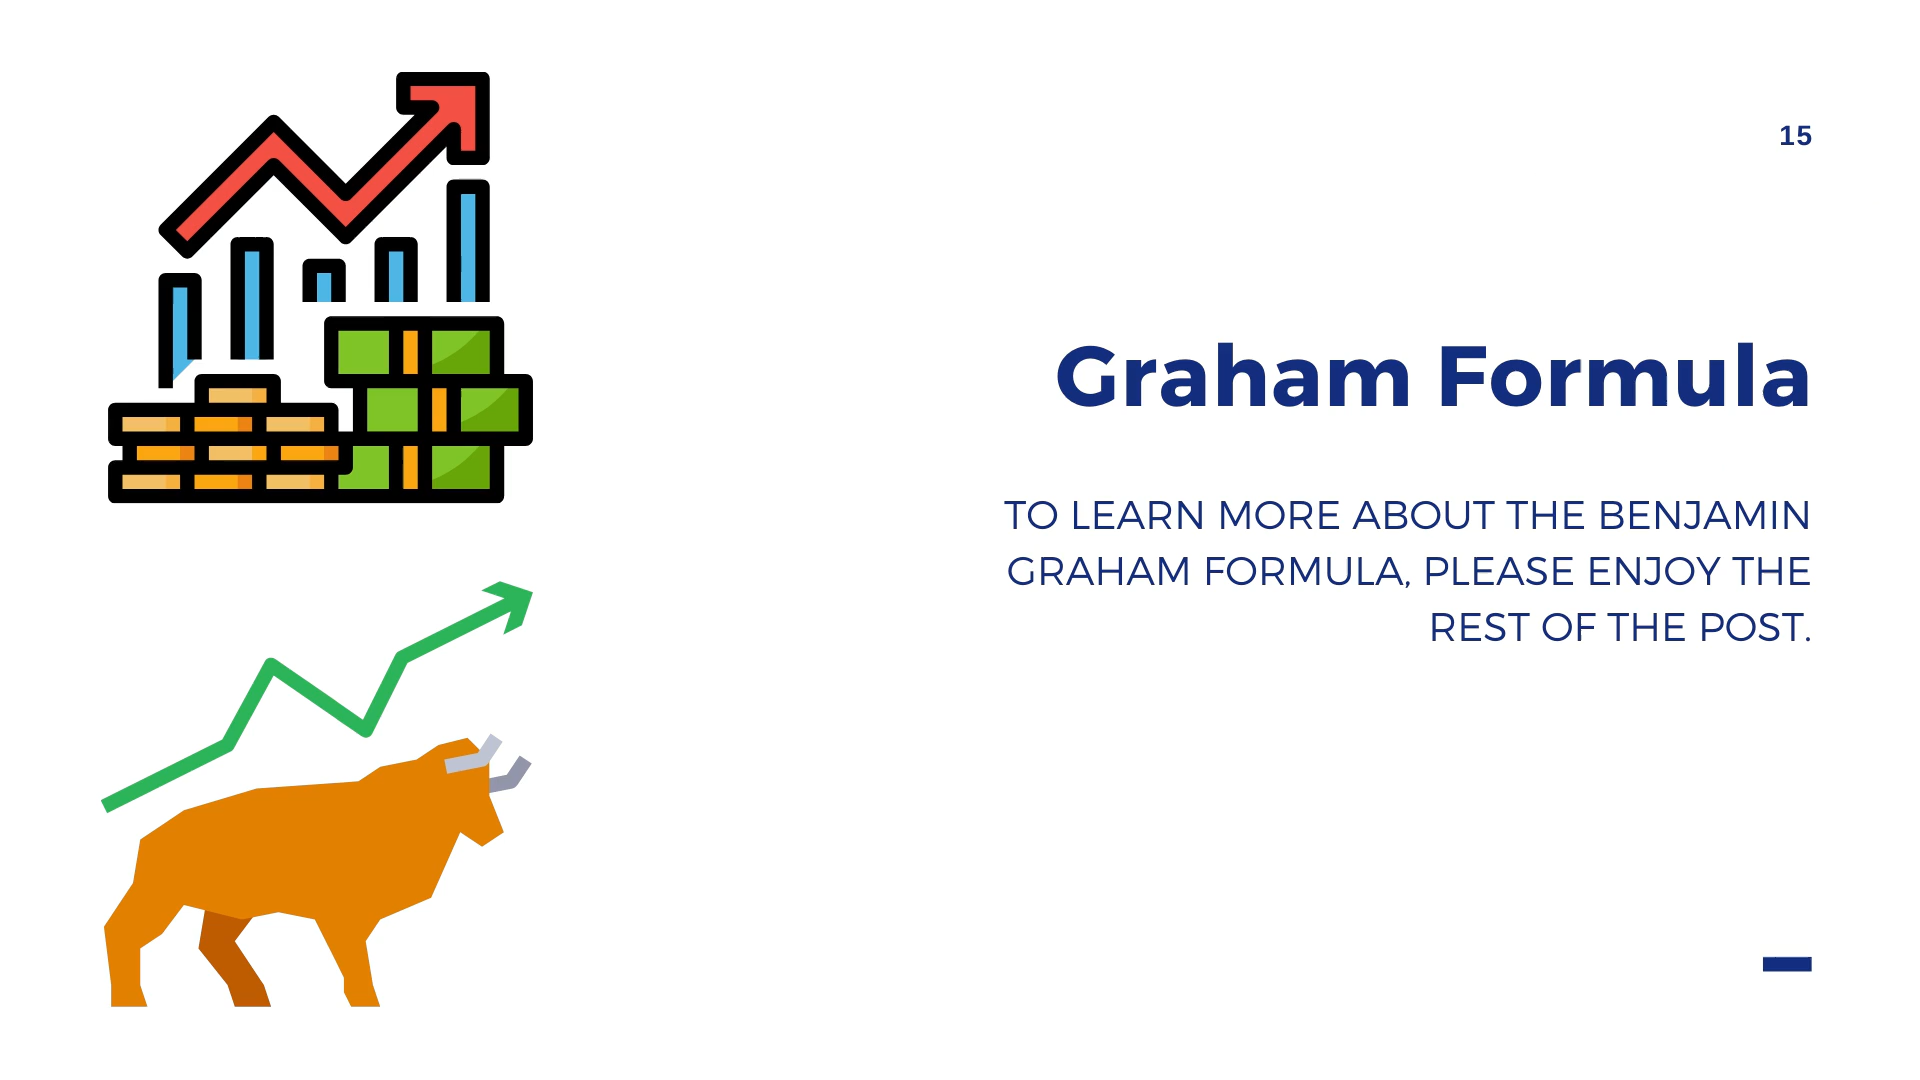 15
Graham Formula
TO LEARN MORE ABOUT THE BENJAMIN
GRAHAM FORMULA, PLEASE ENJOY THE
REST OF THE POST.